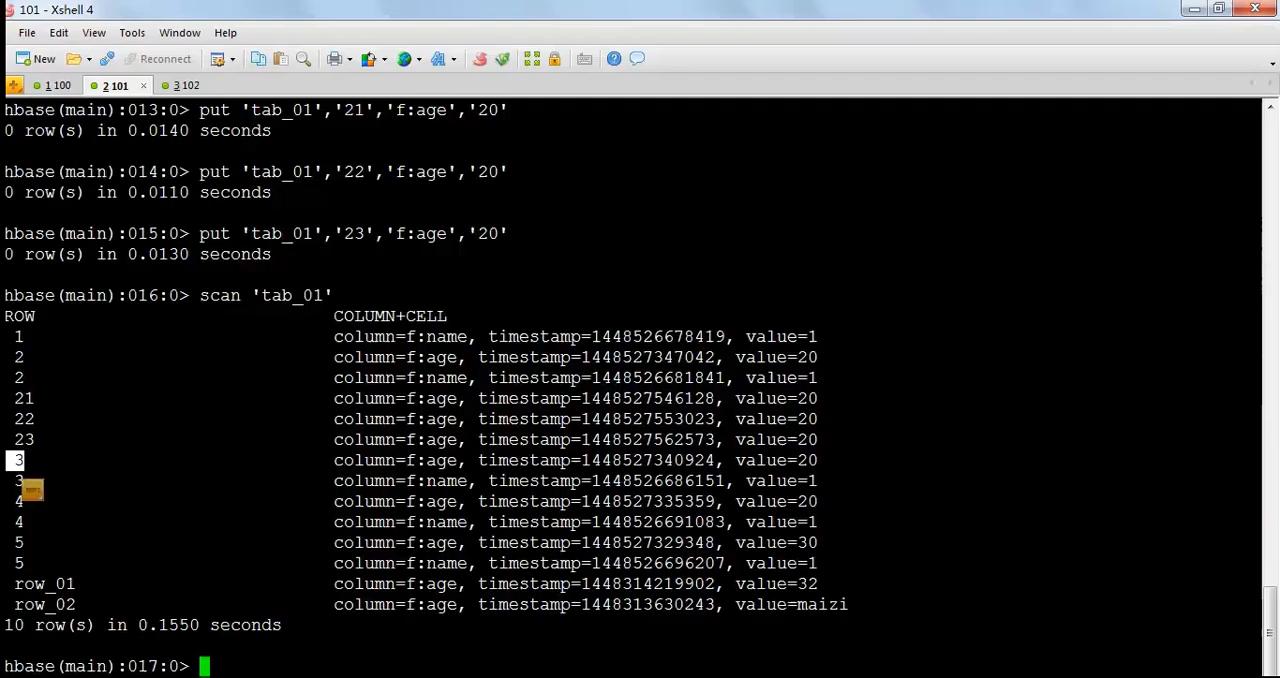 101 - Xshell 4
File Edit View Tools Window Help
New Reconnect
1 100 2 101 3 102
hbase(main):013:0> put 'tab_01','21','f:age','20'
0 row(s) in 0.0140 seconds
hbase(main):014:0> put 'tab_01','22','f:age','20'
0 row(s) in 0.0110 seconds
hbase(main):015:0> put 'tab_01','23','f:age','20'
0 row(s) in 0.0130 seconds
hbase(main):016:0> scan 'tab_01'
ROW COLUMN+CELL
1 column=f:name, timestamp=1448526678419, value=1
2 column=f:age, timestamp=1448527347042, value=20
2 column=f:name, timestamp=1448526681841, value=1
21 column=f:age, timestamp=1448527546128, value=20
22 column=f:age, timestamp=1448527553023, value=20
23 column=f:age, timestamp=1448527562573, value=20
3 column=f:age, timestamp=1448527340924, value=20
3 column=f:name, timestamp=1448526686151, value=1
4 column=f:age, timestamp=1448527335359, value=20
4 column=f:name, timestamp=1448526691083, value=1
5 column=f:age, timestamp=1448527329348, value=30
5 column=f:name, timestamp=1448526696207, value=1
row_01 column=f:age, timestamp=1448314219902, value=32
row_02 column=f:age, timestamp=1448313630243, value=maizi
10 row(s) in 0.1550 seconds
hbase(main):017:0>